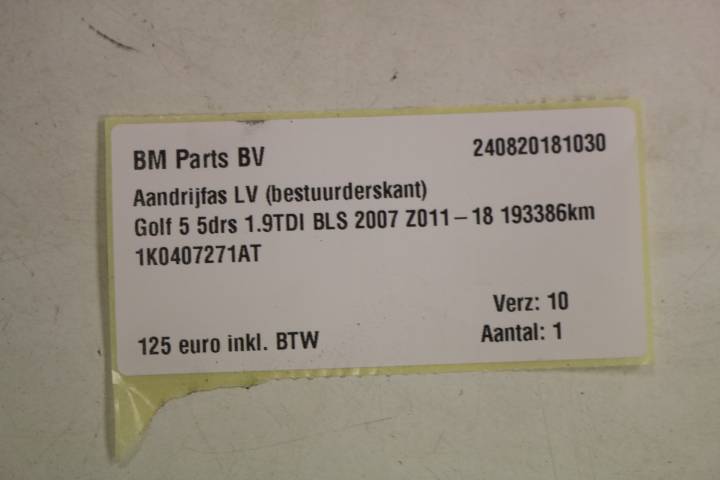 BM Parts BV 240820181030
Aandrijfas LV (bestuurderskant)
Golf 5 5drs 1.9TDI BLS 2007 Z011-18 193386km
1K0407271AT
Verz: 10
125 euro inkl. BTW Aantal: 1